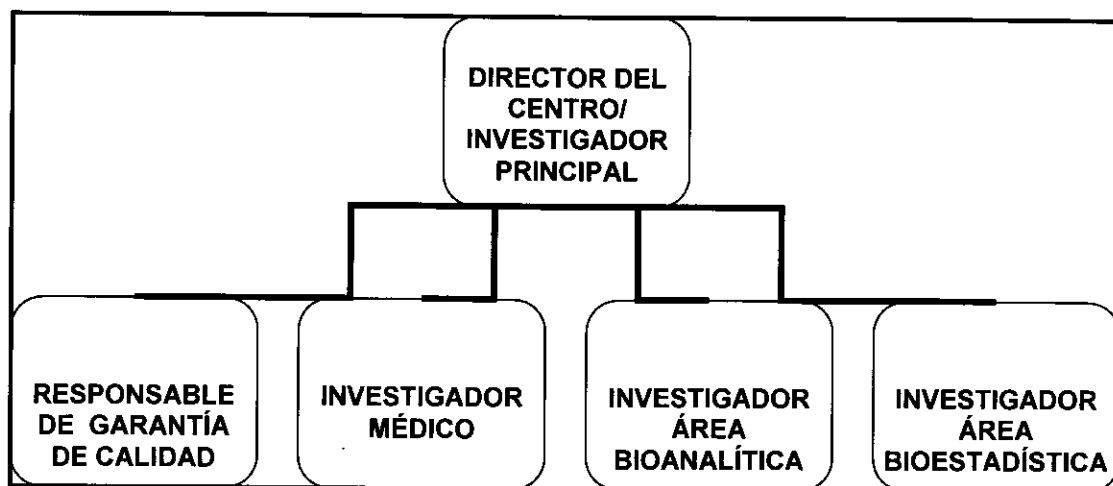 DIRECTOR DEL
CENTRO/
INVESTIGADOR
PRINCIPAL
RESPONSABLE
DE GARANTÍA
DE CALIDAD
INVESTIGADOR
MÉDICO
INVESTIGADOR
ÁREA
BIOANALÍTICA
INVESTIGADOR
ÁREA
BIOESTADÍSTICA